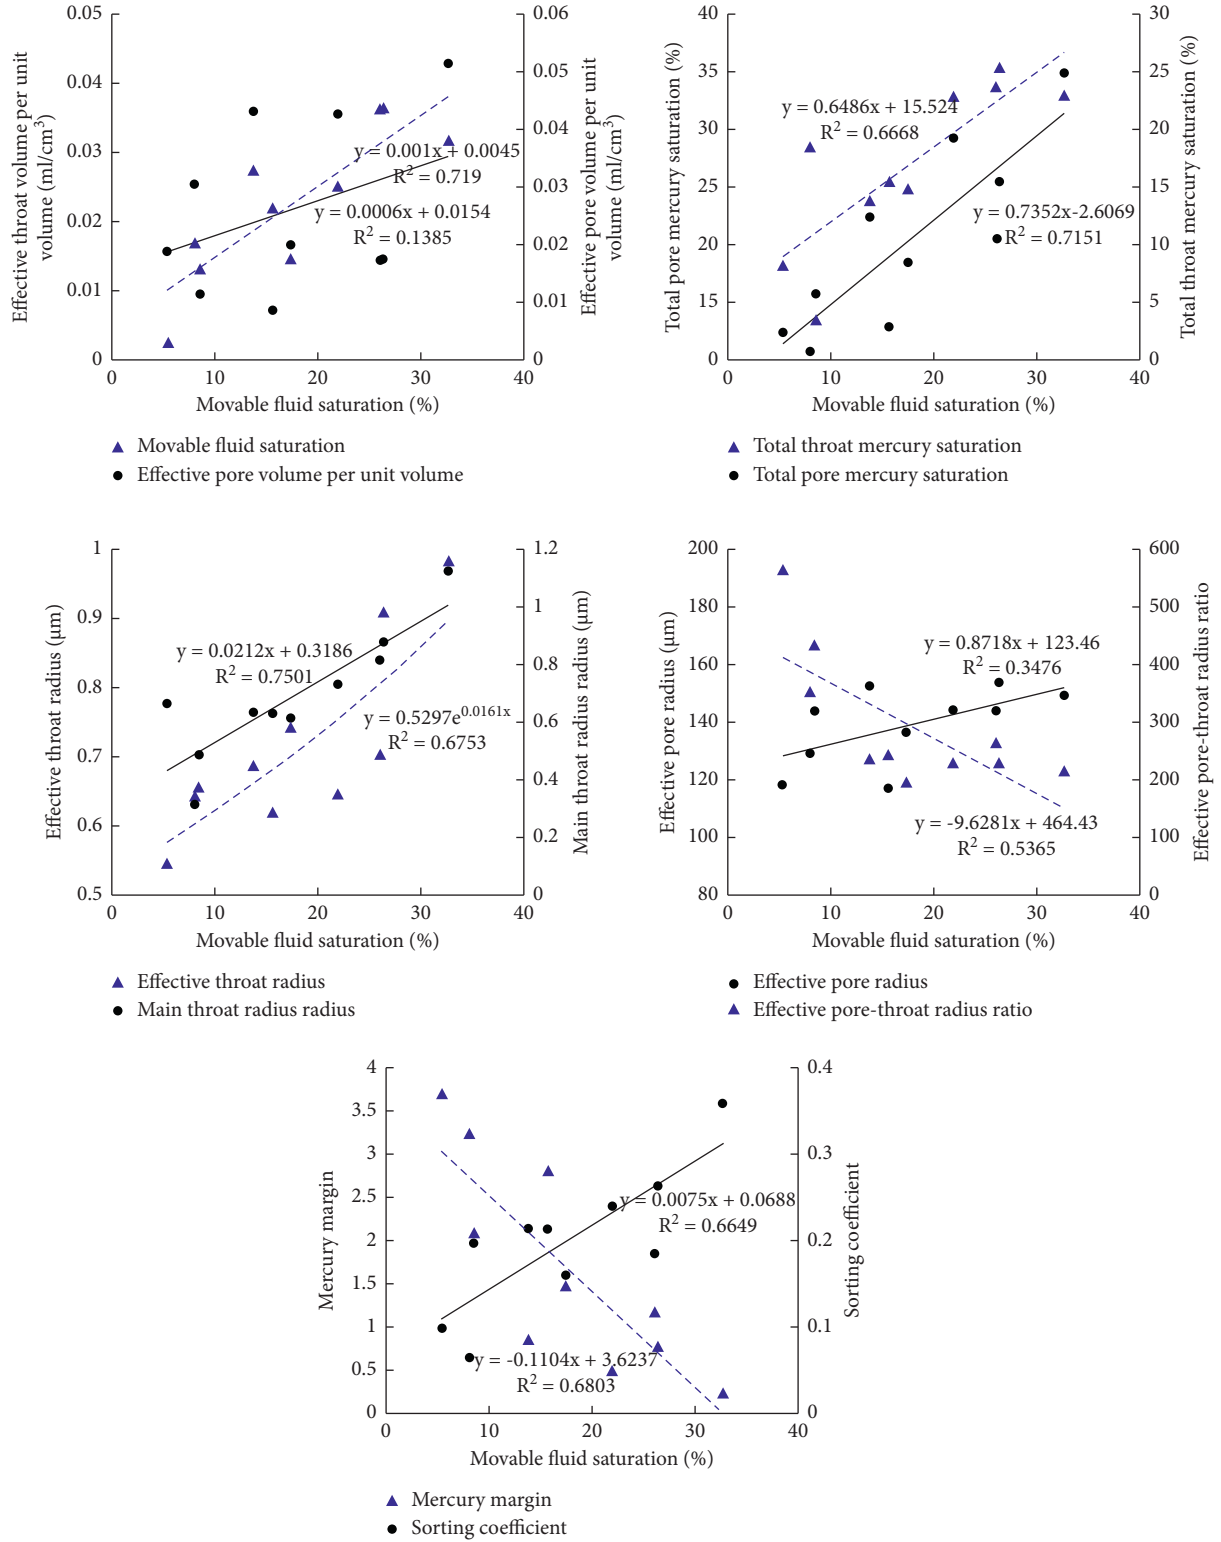 0.05
0.04
0.03
0.02
0.01
0
Effective throat volume per unit
volume (ml/cm³)
0.06
0.05
0.04
0.03
0.02
0.01
0
Effective pore volume per unit
volume (ml/cm³)
y = 0.001x + 0.0045
R² = 0.719
y = 0.0006x + 0.0154
R² = 0.1385
0 10 20 30 40
Movable fluid saturation (%)
Movable fluid saturation
Effective pore volume per unit volume
40
35
30
25
20
15
10
Total pore mercury saturation (%)
30
25
20
15
10
5
0
Total throat mercury saturation (%)
y = 0.6486x + 15.524
R² = 0.6668
y = 0.7352x-2.6069
R² = 0.7151
0 10 20 30 40
Movable fluid saturation (%)
Total throat mercury saturation
Total pore mercury saturation
1
0.9
0.8
0.7
0.6
0.5
Effective throat radius (μm)
1.2
1
0.8
0.6
0.4
0.2
0
Main throat radius radius (μm)
y = 0.0212x + 0.3186
R² = 0.7501
y = 0.5297e^0.0161x
R² = 0.6753
0 10 20 30 40
Movable fluid saturation (%)
Effective throat radius
Main throat radius radius
200
180
160
140
120
100
80
Effective pore radius (μm)
600
500
400
300
200
100
0
Effective pore-throat radius ratio
y = 0.8718x + 123.46
R² = 0.3476
y = -9.6281x + 464.43
R² = 0.5365
0 10 20 30 40
Movable fluid saturation (%)
Effective pore radius
Effective pore-throat radius ratio
4
3.5
3
2.5
2
1.5
1
0.5
0
Mercury margin
0.4
0.3
0.2
0.1
0
Sorting coefficient
y = 0.0075x + 0.0688
R² = 0.6649
y = -0.1104x + 3.6237
R² = 0.6803
0 10 20 30 40
Movable fluid saturation (%)
Mercury margin
Sorting coefficient